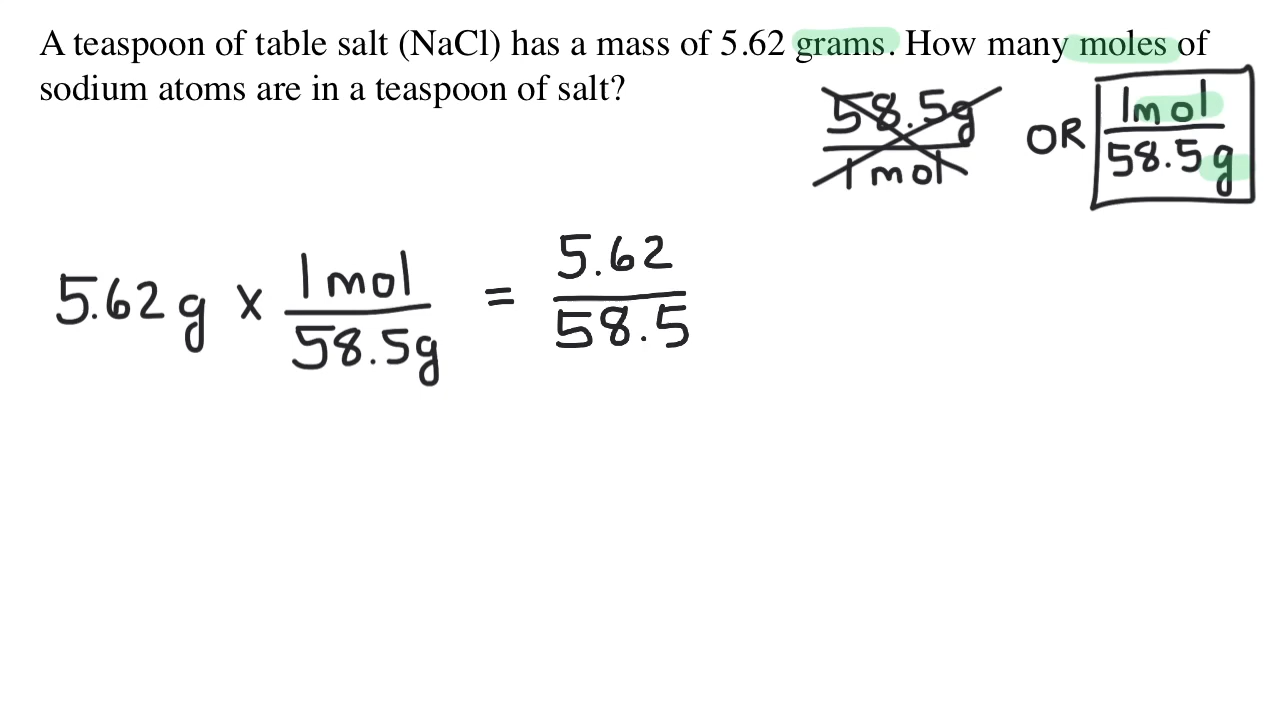 A teaspoon of table salt (NaCl) has a mass of 5.62 grams. How many moles of
sodium atoms are in a teaspoon of salt?
58.5g
1mol
OR
1mol
58.5g
5.62g x 1mol = 5.62
58.5g 58.5